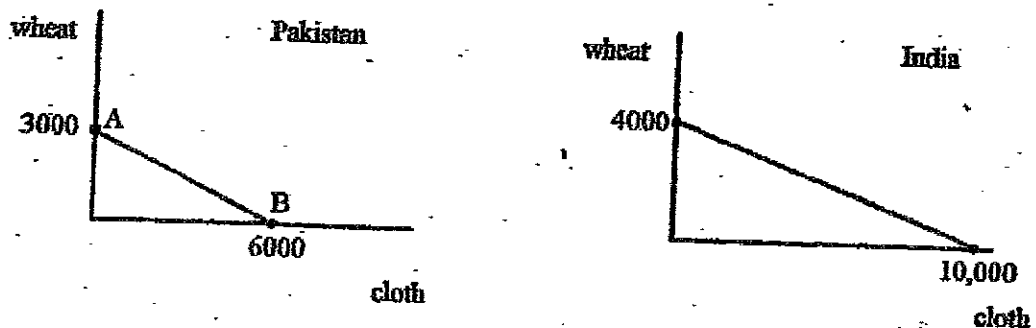 wheat
Pakistan
3000 A
B
6000
cloth
wheat
India
4000
10,000
cloth